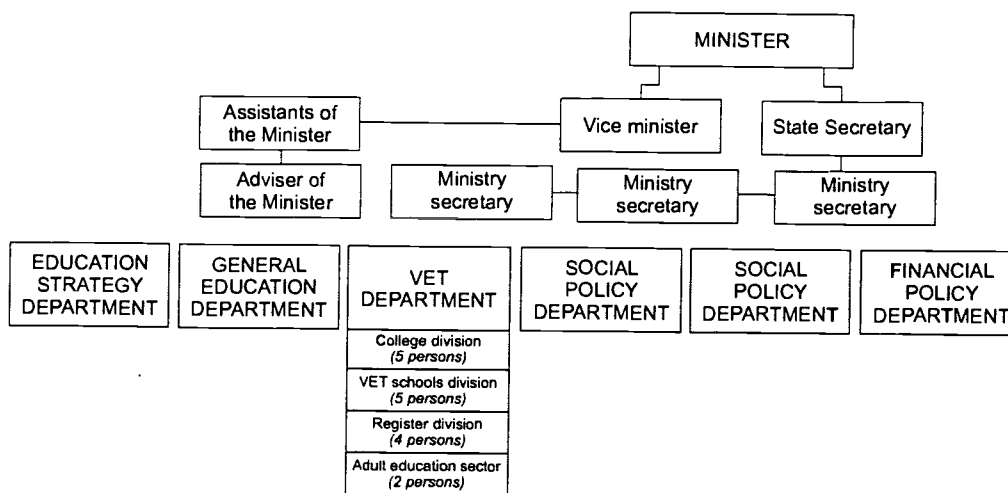 MINISTER
Assistants of
the Minister
Vice minister
State Secretary
Adviser of
the Minister
Ministry
secretary
Ministry
secretary
Ministry
secretary
EDUCATION
STRATEGY
DEPARTMENT
GENERAL
EDUCATION
DEPARTMENT
VET
DEPARTMENT
SOCIAL
POLICY
DEPARTMENT
SOCIAL
POLICY
DEPARTMENT
FINANCIAL
POLICY
DEPARTMENT
College division
(5 persons)
VET schools division
(5 persons)
Register division
(4 persons)
Adult education sector
(2 persons)